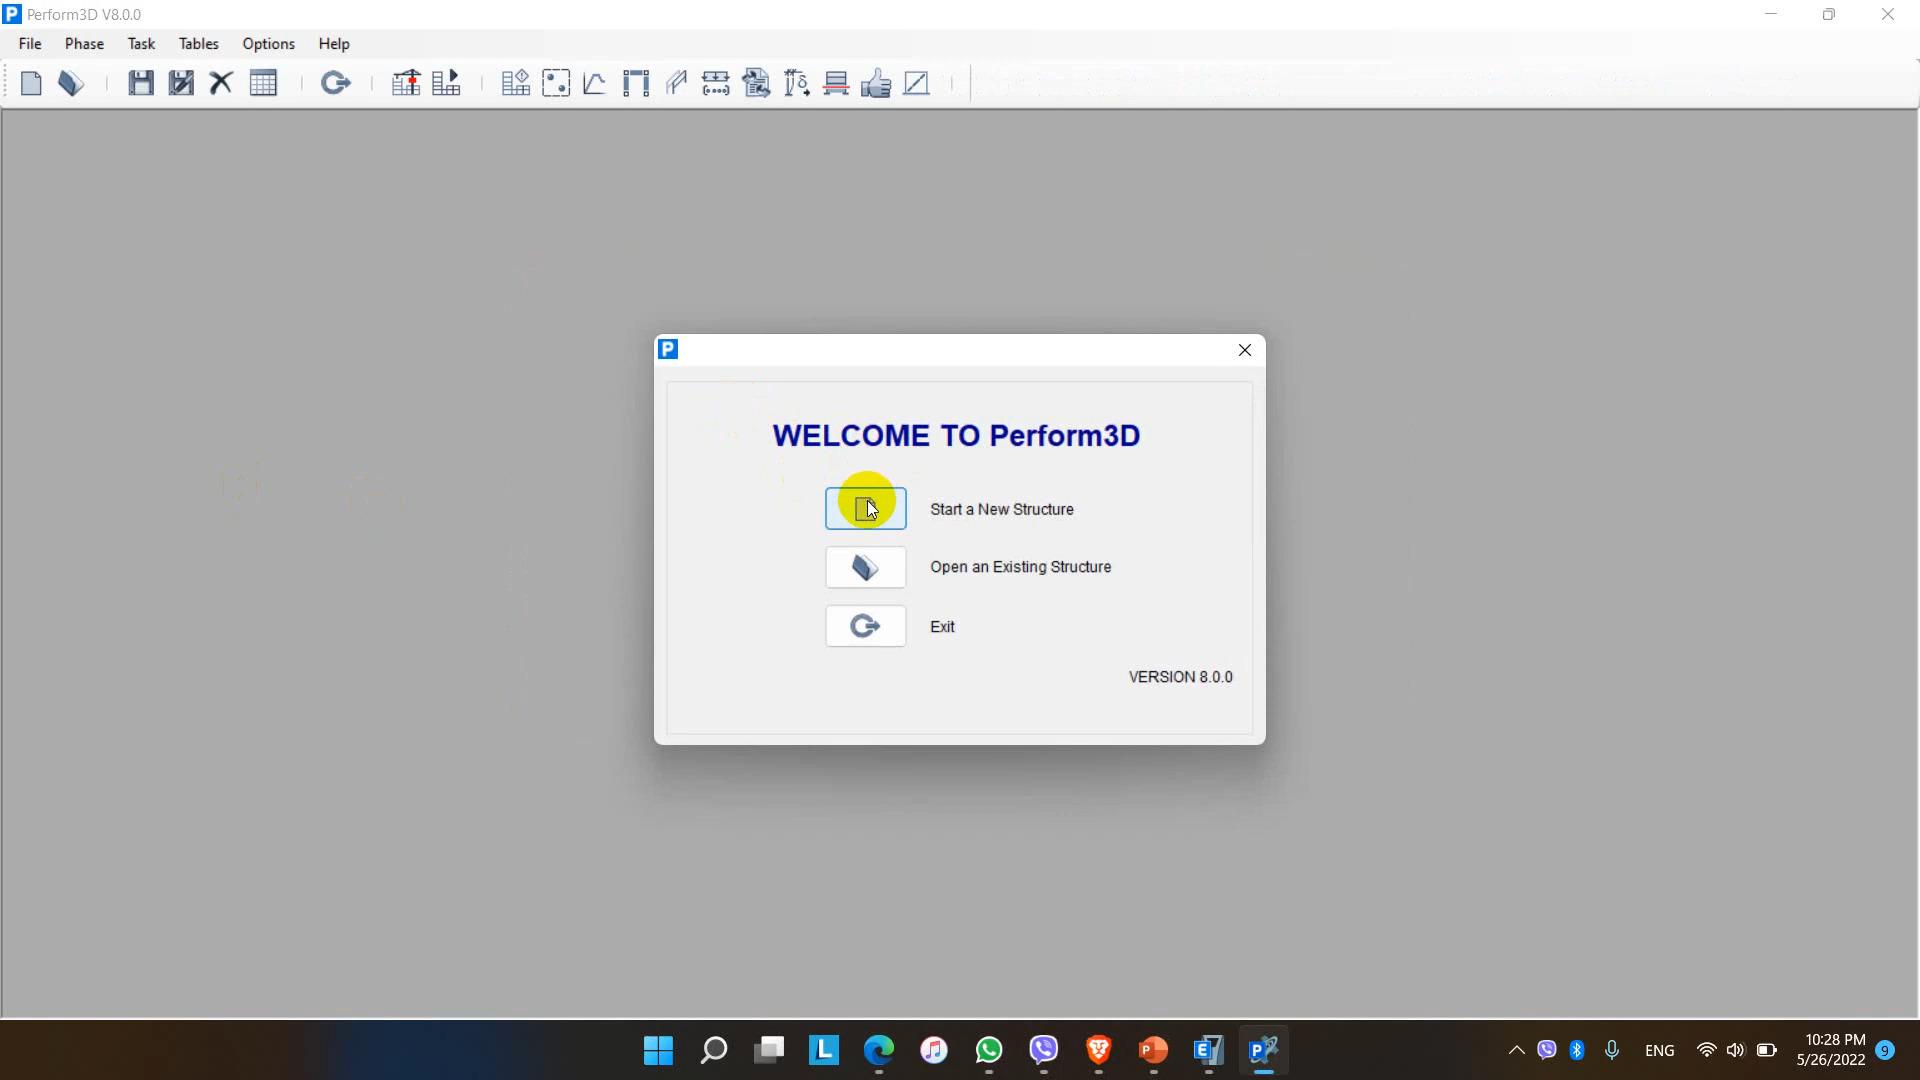 P Perform3D V8.0.0
File Phase Task Tables Options Help
P
WELCOME TO Perform3D
Start a New Structure
Open an Existing Structure
Exit
VERSION 8.0.0
L P E P ENG 10:28 PM 9
5/26/2022